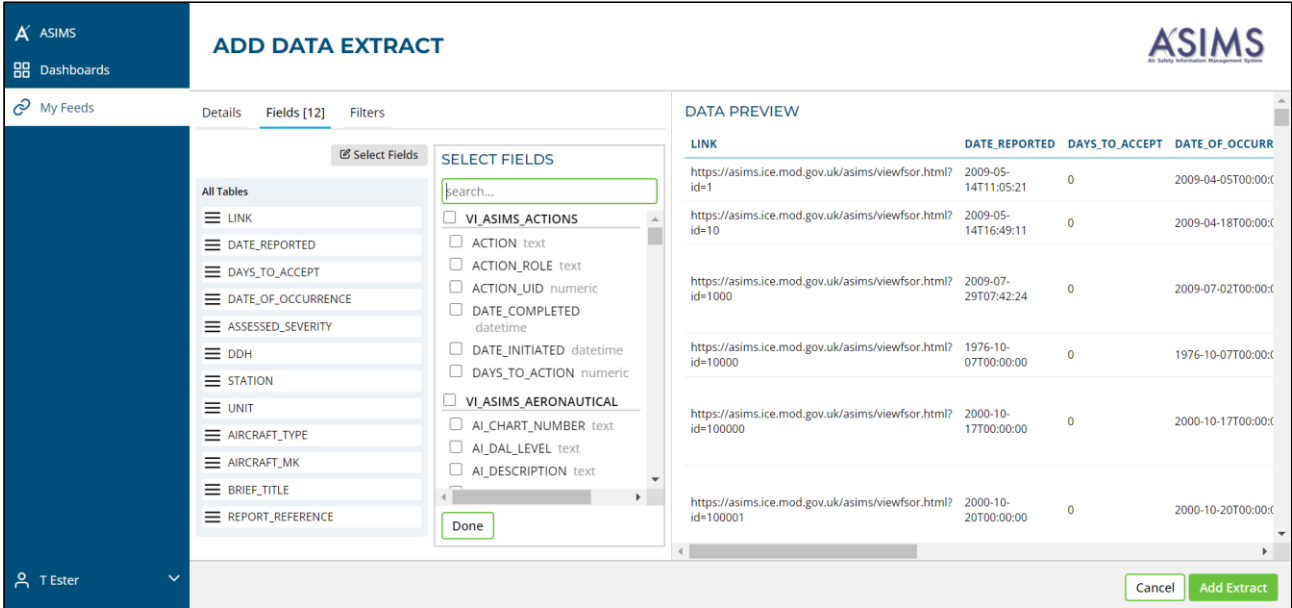 ASIMS
Dashboards
My Feeds
T Ester
ADD DATA EXTRACT
ASIMS
Air Safety Information Management System
Details Fields [12] Filters
Select Fields
All Tables
LINK
DATE_REPORTED
DAYS_TO_ACCEPT
DATE_OF_OCCURRENCE
ASSESSED_SEVERITY
DDH
STATION
UNIT
AIRCRAFT_TYPE
AIRCRAFT_MK
BRIEF_TITLE
REPORT_REFERENCE
SELECT FIELDS
search...
VI_ASIMS_ACTIONS
ACTION text
ACTION_ROLE text
ACTION_UID numeric
DATE_COMPLETED
datetime
DATE_INITIATED datetime
DAYS_TO_ACTION numeric
VI_ASIMS_AERONAUTICAL
AI_CHART_NUMBER text
AI_DAL_LEVEL text
AI_DESCRIPTION text
Done
DATA PREVIEW
LINK DATE_REPORTED DAYS_TO_ACCEPT DATE_OF_OCCURR
https://asims.ice.mod.gov.uk/asims/viewfsor.html? 2009-05-
id=1 14T11:05:21 0 2009-04-05T00:00:0
https://asims.ice.mod.gov.uk/asims/viewfsor.html? 2009-05-
id=10 14T16:49:11 0 2009-04-18T00:00:0
https://asims.ice.mod.gov.uk/asims/viewfsor.html? 2009-07-
id=1000 29T07:42:24 0 2009-07-02T00:00:0
https://asims.ice.mod.gov.uk/asims/viewfsor.html? 1976-10-
id=10000 07T00:00:00 0 1976-10-07T00:00:0
https://asims.ice.mod.gov.uk/asims/viewfsor.html? 2000-10-
id=100000 17T00:00:00 0 2000-10-17T00:00:0
https://asims.ice.mod.gov.uk/asims/viewfsor.html? 2000-10-
id=100001 20T00:00:00 0 2000-10-20T00:00:0
Cancel Add Extract